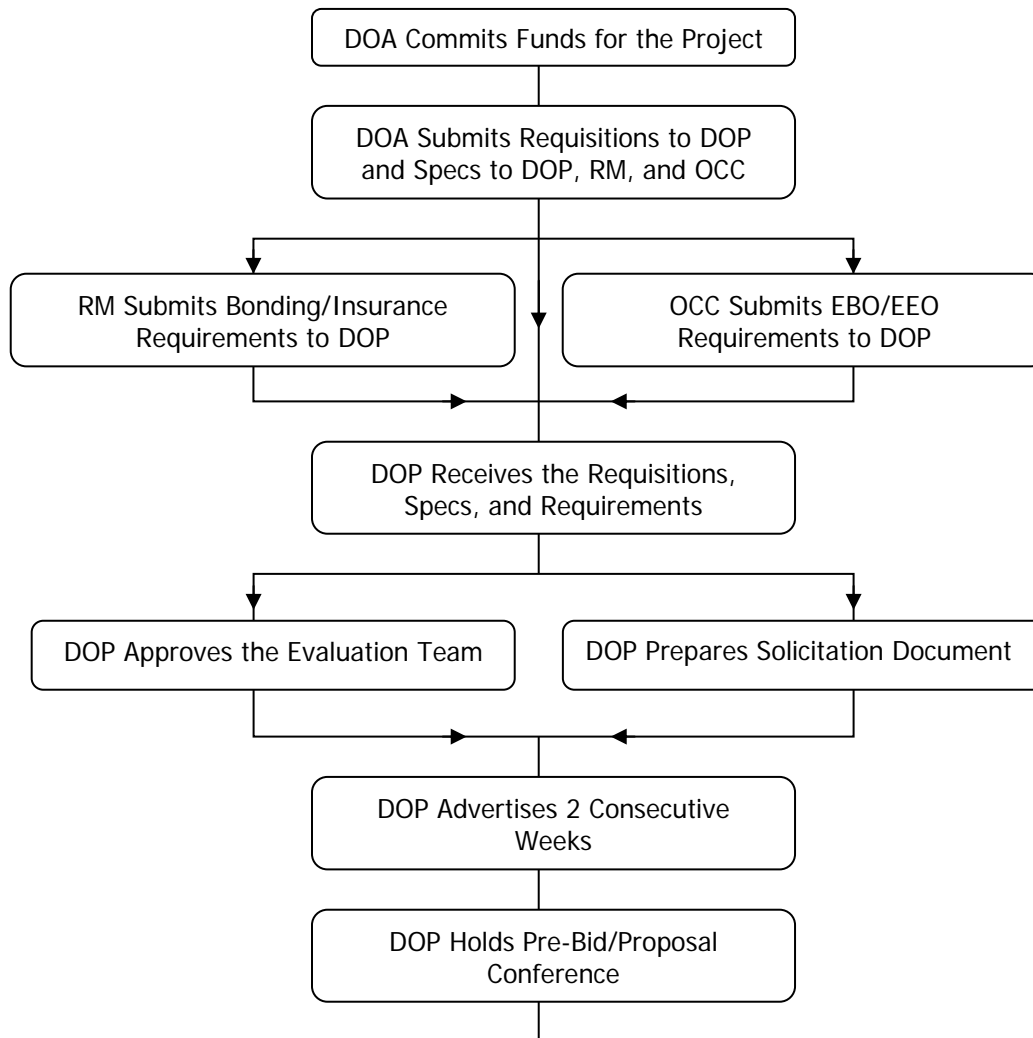 DOA Commits Funds for the Project
DOA Submits Requisitions to DOP
and Specs to DOP, RM, and OCC
RM Submits Bonding/Insurance
Requirements to DOP
OCC Submits EBO/EEO
Requirements to DOP
DOP Receives the Requisitions,
Specs, and Requirements
DOP Approves the Evaluation Team
DOP Prepares Solicitation Document
DOP Advertises 2 Consecutive
Weeks
DOP Holds Pre-Bid/Proposal
Conference